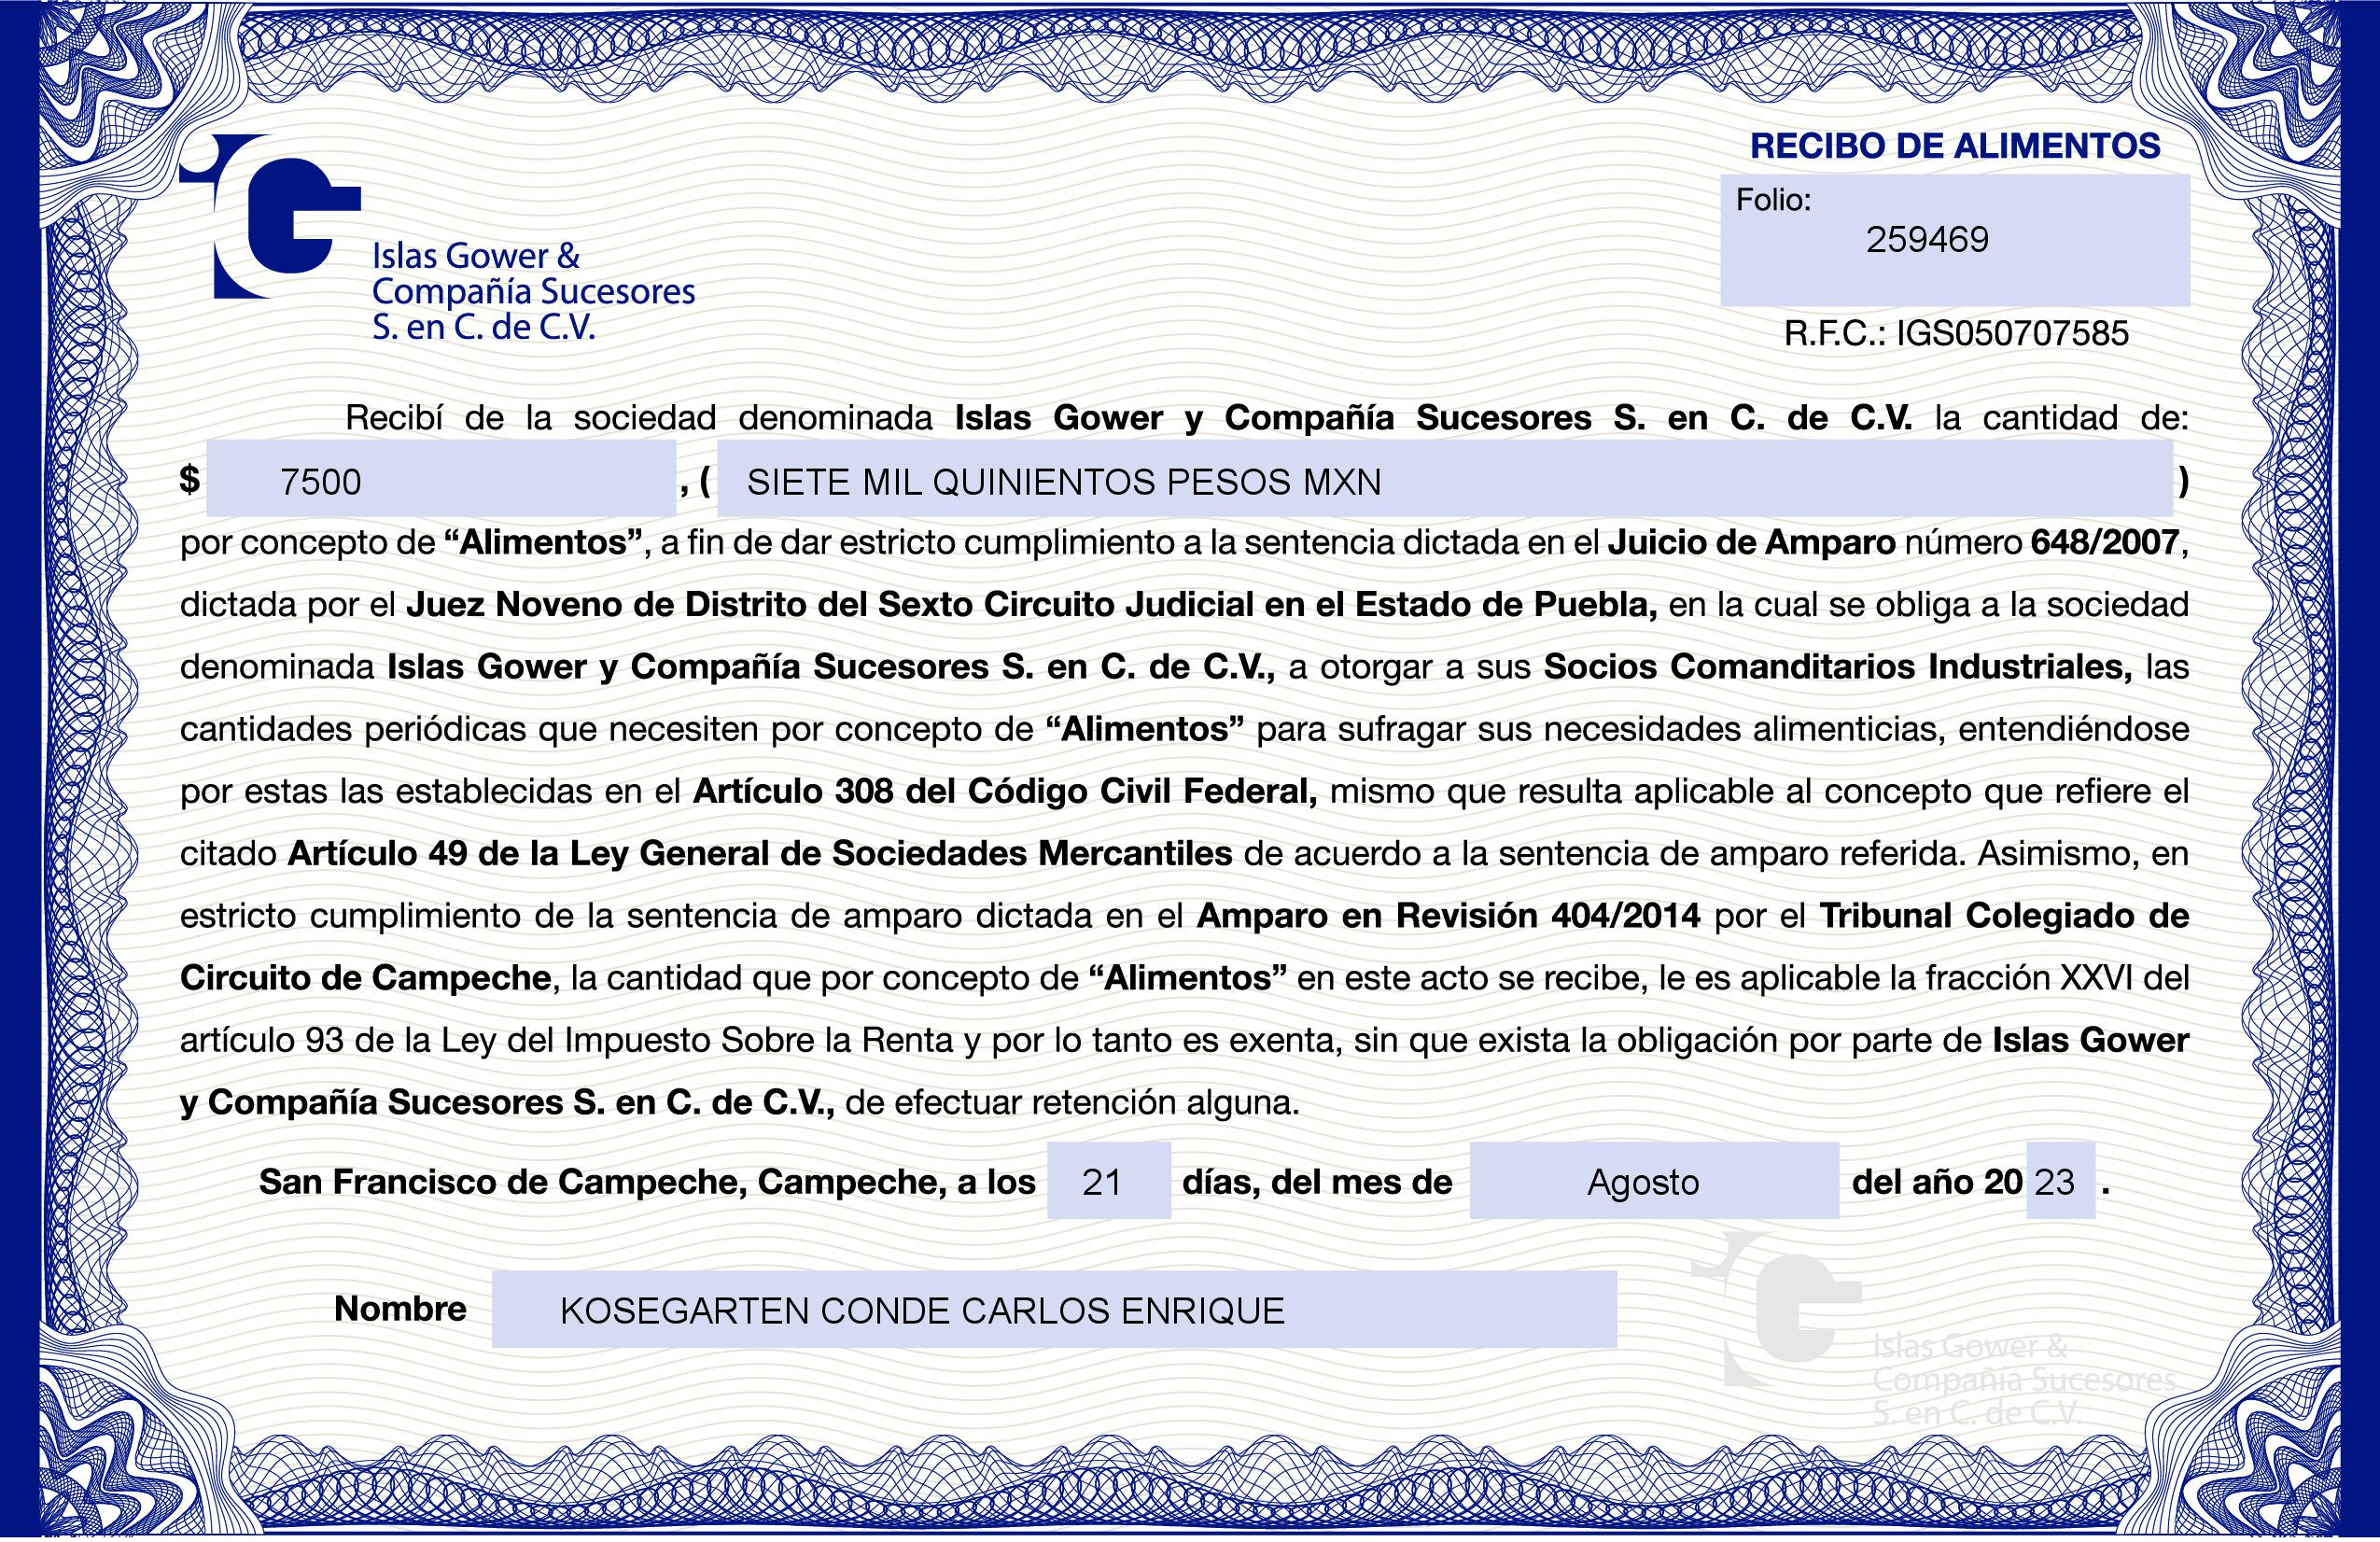 RECIBO DE ALIMENTOS
Folio:
259469
R.F.C.: IGS050707585
Islas Gower &
Compañía Sucesores
S. en C. de C.V.
Recibí de la sociedad denominada Islas Gower y Compañía Sucesores S. en C. de C.V. la cantidad de:
$ 7500 , ( SIETE MIL QUINIENTOS PESOS MXN )
por concepto de “Alimentos”, a fin de dar estricto cumplimiento a la sentencia dictada en el Juicio de Amparo número 648/2007,
dictada por el Juez Noveno de Distrito del Sexto Circuito Judicial en el Estado de Puebla, en la cual se obliga a la sociedad
denominada Islas Gower y Compañía Sucesores S. en C. de C.V., a otorgar a sus Socios Comanditarios Industriales, las
cantidades periódicas que necesiten por concepto de “Alimentos” para sufragar sus necesidades alimenticias, entendiéndose
por estas las establecidas en el Artículo 308 del Código Civil Federal, mismo que resulta aplicable al concepto que refiere el
citado Artículo 49 de la Ley General de Sociedades Mercantiles de acuerdo a la sentencia de amparo referida. Asimismo, en
estricto cumplimiento de la sentencia de amparo dictada en el Amparo en Revisión 404/2014 por el Tribunal Colegiado de
Circuito de Campeche, la cantidad que por concepto de “Alimentos” en este acto se recibe, le es aplicable la fracción XXVI del
artículo 93 de la Ley del Impuesto Sobre la Renta y por lo tanto es exenta, sin que exista la obligación por parte de Islas Gower
y Compañía Sucesores S. en C. de C.V., de efectuar retención alguna.
San Francisco de Campeche, Campeche, a los 21 días, del mes de Agosto del año 20 23 .
Nombre KOSEGARTEN CONDE CARLOS ENRIQUE
Islas Gower &
Compañía Sucesores
S. en C. de C.V.